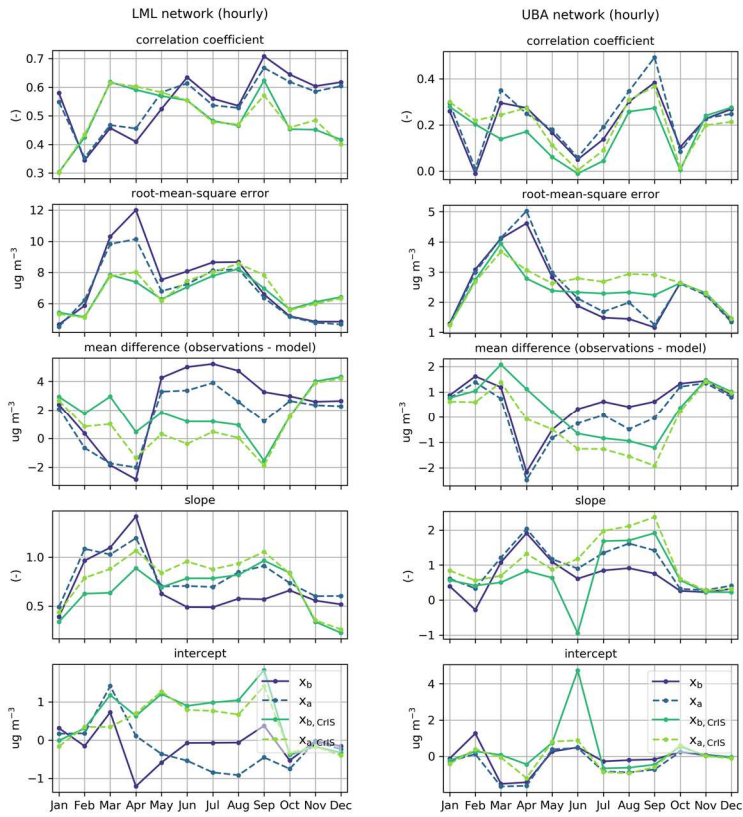 LML network (hourly)
correlation coefficient
0.7
0.6
0.5
0.4
0.3
(-)
root-mean-square error
12
10
8
6
ug m⁻³
mean difference (observations - model)
4
2
0
−2
ug m⁻³
slope
1.0
0.5
(-)
intercept
1
0
−1
ug m⁻³
x_b
x_a
x_b, CrIS
x_a, CrIS
Jan Feb Mar Apr May Jun Jul Aug Sep Oct Nov Dec
UBA network (hourly)
correlation coefficient
0.4
0.2
0.0
(-)
root-mean-square error
5
4
3
2
1
ug m⁻³
mean difference (observations - model)
2
1
0
−1
−2
ug m⁻³
slope
2
1
0
−1
(-)
intercept
4
2
0
ug m⁻³
x_b
x_a
x_b, CrIS
x_a, CrIS
Jan Feb Mar Apr May Jun Jul Aug Sep Oct Nov Dec